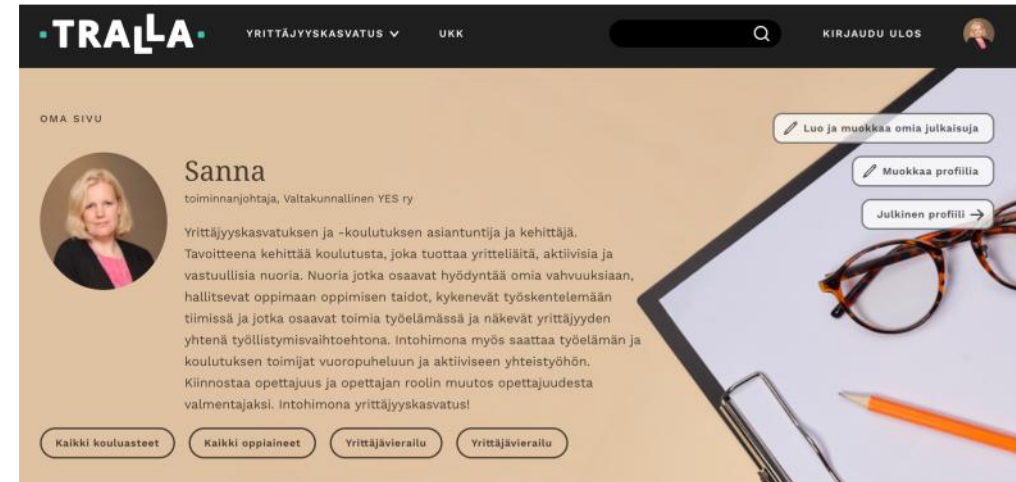 TRALLA
YRITTÄJYYSKASVATUS
UKK
KIRJAUDU ULOS
OMA SIVU
Luo ja muokkaa omia julkaisuja
Muokkaa profiilia
Julkinen profiili
Sanna
toiminnanjohtaja, Valtakunnallinen YES ry
Yrittäjyyskasvatuksen ja -koulutuksen asiantuntija ja kehittäjä.
Tavoitteena kehittää koulutusta, joka tuottaa yritteliäitä, aktiivisia ja
vastuullisia nuoria. Nuoria jotka osaavat hyödyntää omia vahvuuksiaan,
hallitsevat oppimaan oppimisen taidot, kykenevät työskentelemään
tiimissä ja jotka osaavat toimia työelämässä ja näkevät yrittäjyyden
yhtenä työllistymisvaihtoehtona. Intohimona myös saattaa työelämän ja
koulutuksen toimijat vuoropuheluun ja aktiiviseen yhteistyöhön.
Kiinnostaa opettajuus ja opettajan roolin muutos opettajuudesta
valmentajaksi. Intohimona yrittäjyyskasvatus!
Kaikki kouluasteet
Kaikki oppiaineet
Yrittäjävierailu
Yrittäjävierailu